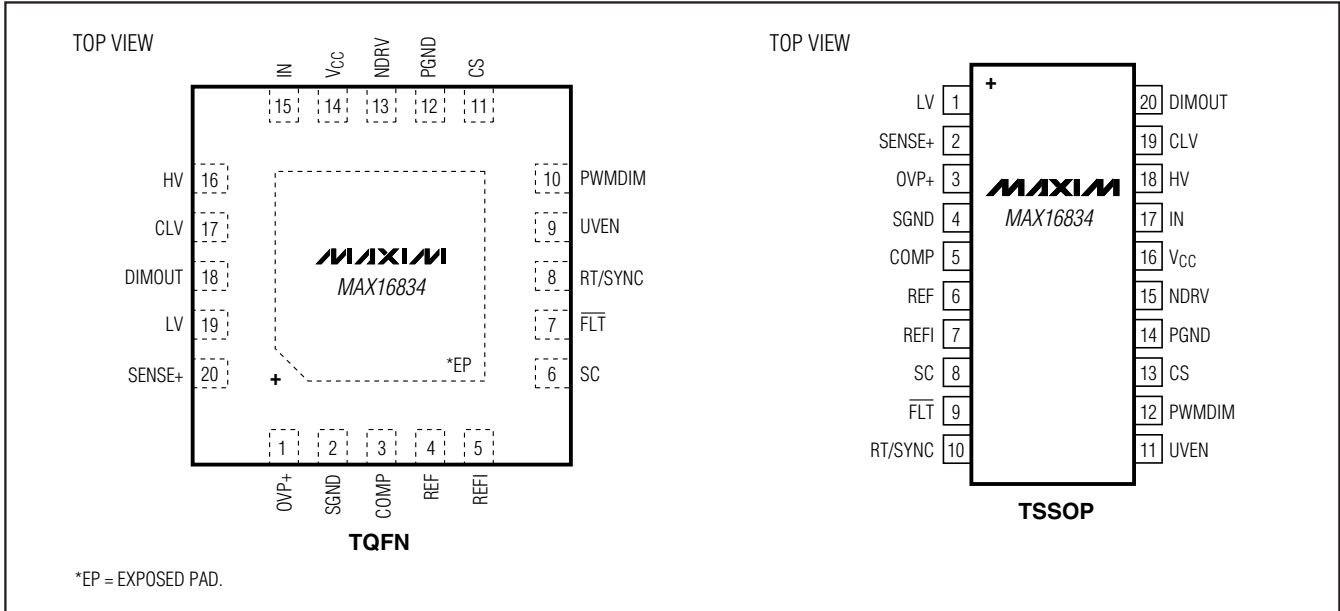 TOP VIEW
IN VCC NDRV PGND CS
15 14 13 12 11
HV 16
CLV 17
DIMOUT 18
LV 19
SENSE+ 20
10 PWMDIM
9 UVEN
8 RT/SYNC
7 FLT
6 SC
MAXIM
MAX16834
*EP
+
1 2 3 4 5
OVP+ SGND COMP REF REFI
TQFN
*EP = EXPOSED PAD.
TOP VIEW
+
LV 1
SENSE+ 2
OVP+ 3
SGND 4
COMP 5
REF 6
REFI 7
SC 8
FLT 9
RT/SYNC 10
MAXIM
MAX16834
20 DIMOUT
19 CLV
18 HV
17 IN
16 VCC
15 NDRV
14 PGND
13 CS
12 PWMDIM
11 UVEN
TSSOP